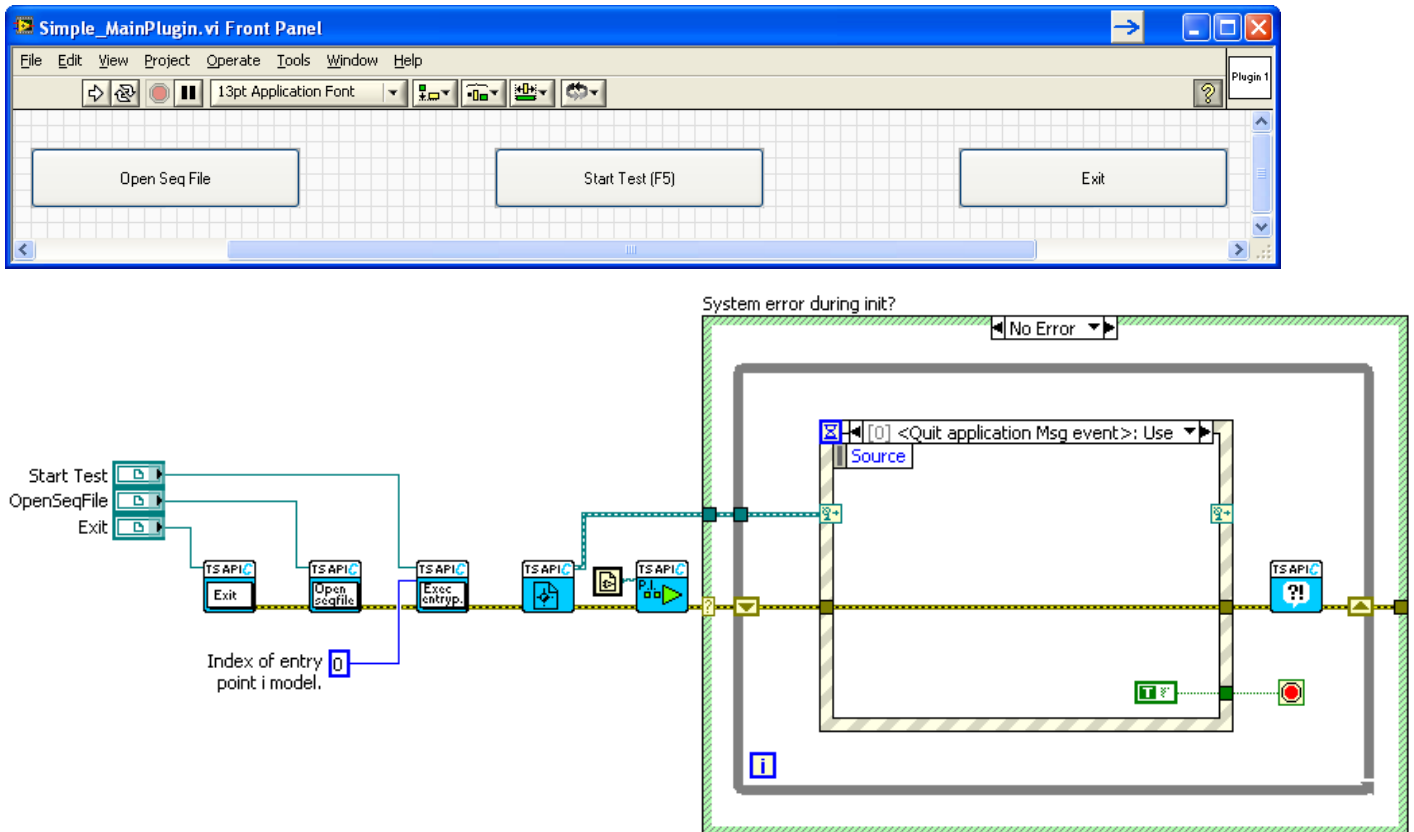 Simple_MainPlugin.vi Front Panel
File Edit View Project Operate Tools Window Help
13pt Application Font
?
Plugin 1
Open Seq File
Start Test (F5)
Exit
System error during init?
No Error
[0] <Quit application Msg event>: Use
Source
Start Test
OpenSeqFile
Exit
TS API C
Exit
TS API C
Open
seqfile
TS API C
Exec
entryp.
TS API C
TS API C
P.I.
?
TS API C
?!
Index of entry
point i model.
0
T
i